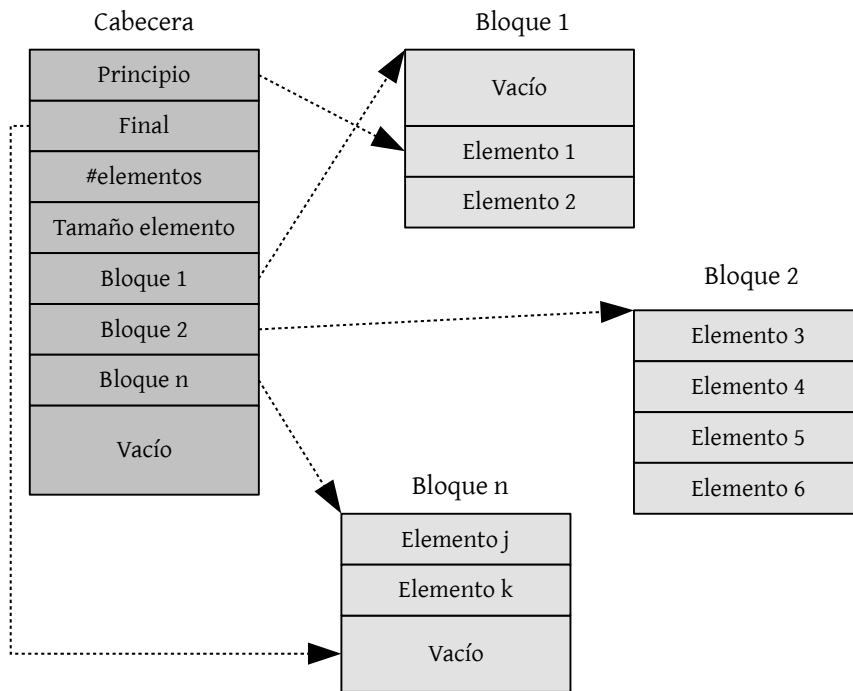 Cabecera
Principio
Final
#elementos
Tamaño elemento
Bloque 1
Bloque 2
Bloque n
Vacío
Bloque 1
Vacío
Elemento 1
Elemento 2
Bloque 2
Elemento 3
Elemento 4
Elemento 5
Elemento 6
Bloque n
Elemento j
Elemento k
Vacío